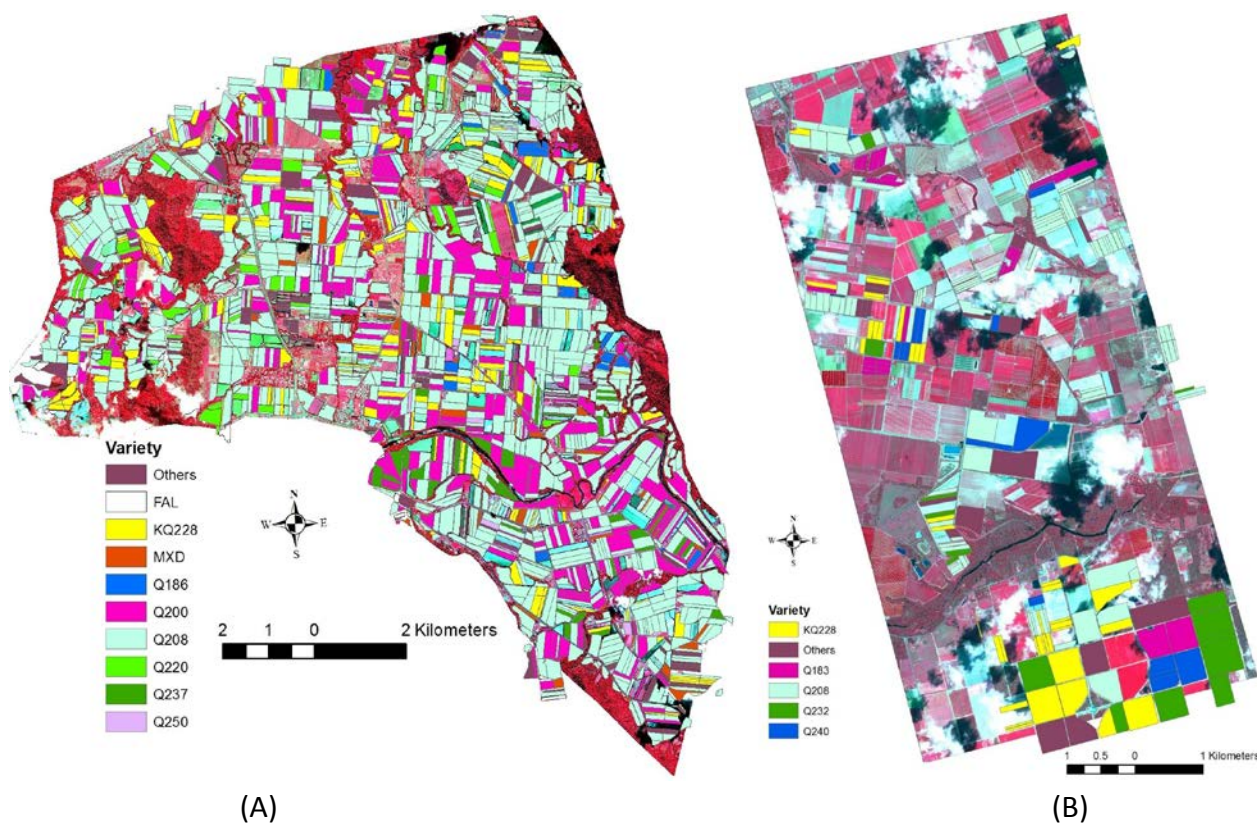 Variety
Others
FAL
KQ228
MXD
Q186
Q200
Q208
Q220
Q237
Q250
N
W E
S
2 1 0 2 Kilometers
(A)
N
W E
S
Variety
KQ228
Others
Q183
Q208
Q232
Q240
1 0.5 0 1 Kilometers
(B)